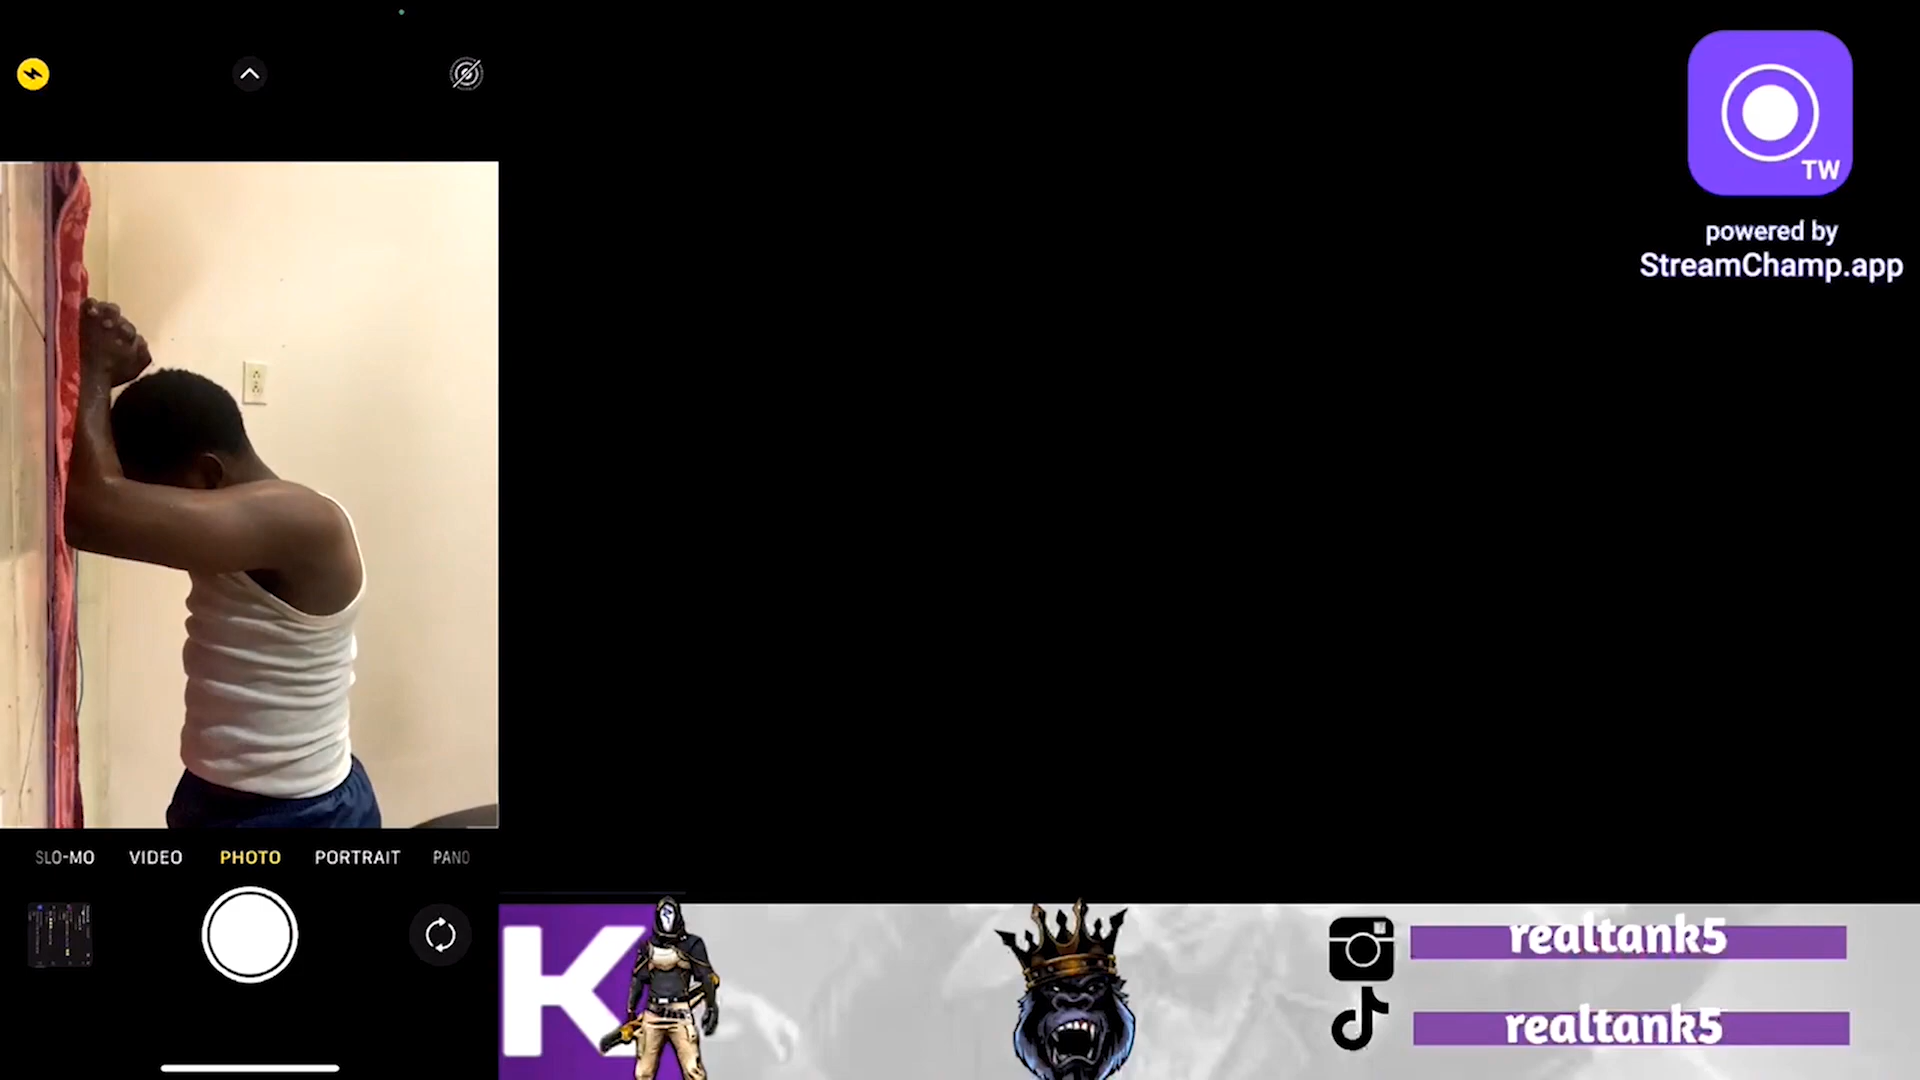 TW
powered by
StreamChamp.app
SLO-MO VIDEO PHOTO PORTRAIT PANO
K
realtank5
realtank5